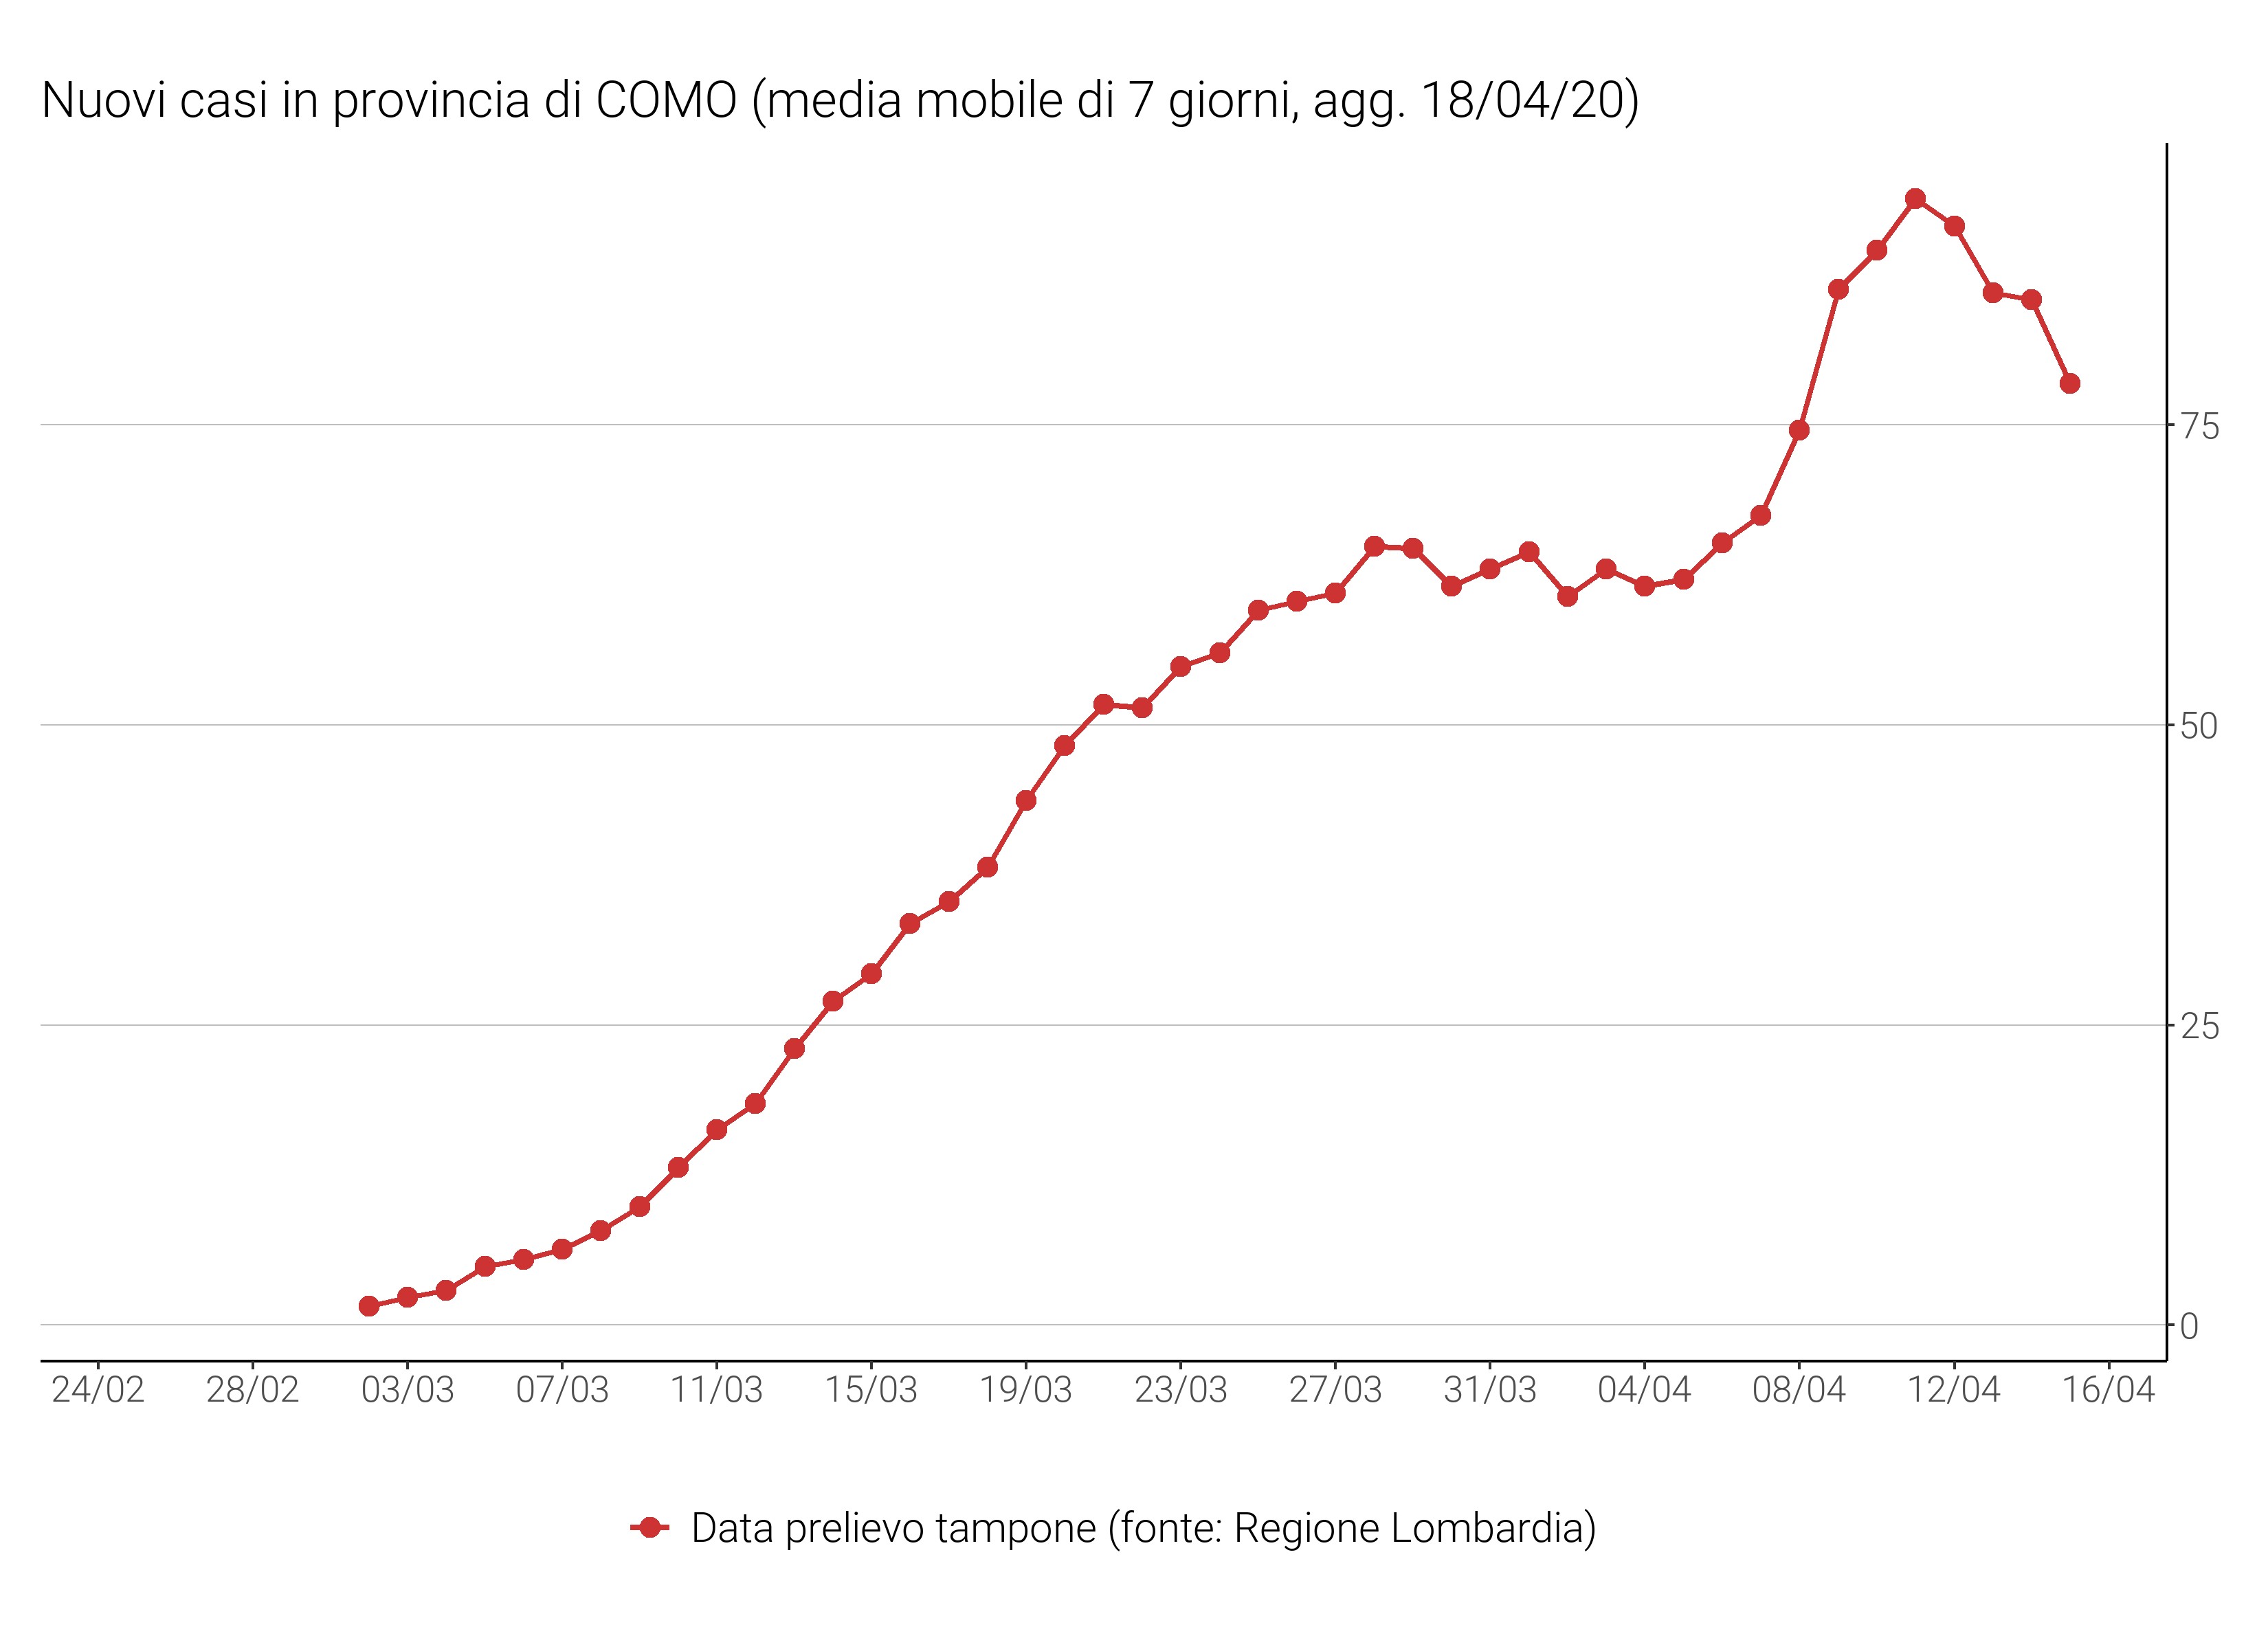 Nuovi casi in provincia di COMO (media mobile di 7 giorni, agg. 18/04/20)
75
50
25
0
24/02 28/02 03/03 07/03 11/03 15/03 19/03 23/03 27/03 31/03 04/04 08/04 12/04 16/04
Data prelievo tampone (fonte: Regione Lombardia)